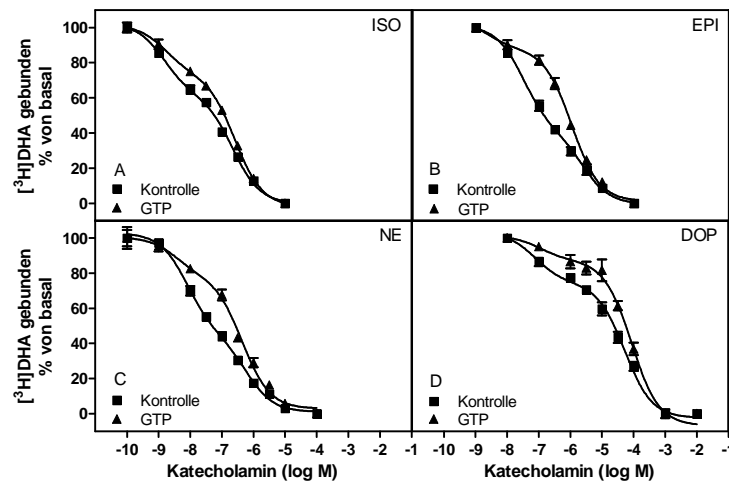 ISO
EPI
[³H]DHA gebunden
% von basal
100
80
60
40
20
0
A
Kontrolle
GTP
B
Kontrolle
GTP
NE
DOP
[³H]DHA gebunden
% von basal
100
80
60
40
20
0
C
Kontrolle
GTP
D
Kontrolle
GTP
-10 -9 -8 -7 -6 -5 -4 -3 -2 -1 -10 -9 -8 -7 -6 -5 -4 -3 -2 -1
Katecholamin (log M)
Katecholamin (log M)